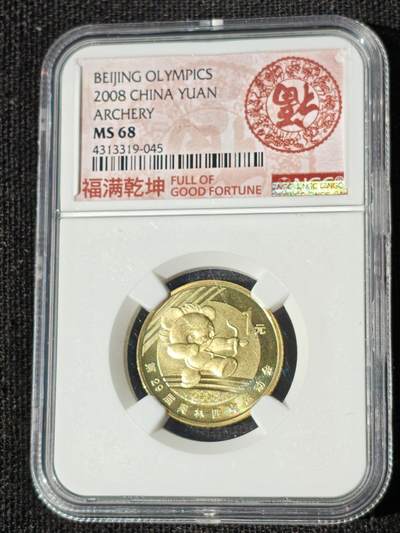 BEIJING OLYMPICS
2008 CHINA YUAN
ARCHERY
MS 68
4313319-045
福满乾坤 FULL OF
GOOD FORTUNE
福
NGC
1元
2008
第29届奥林匹克运动会